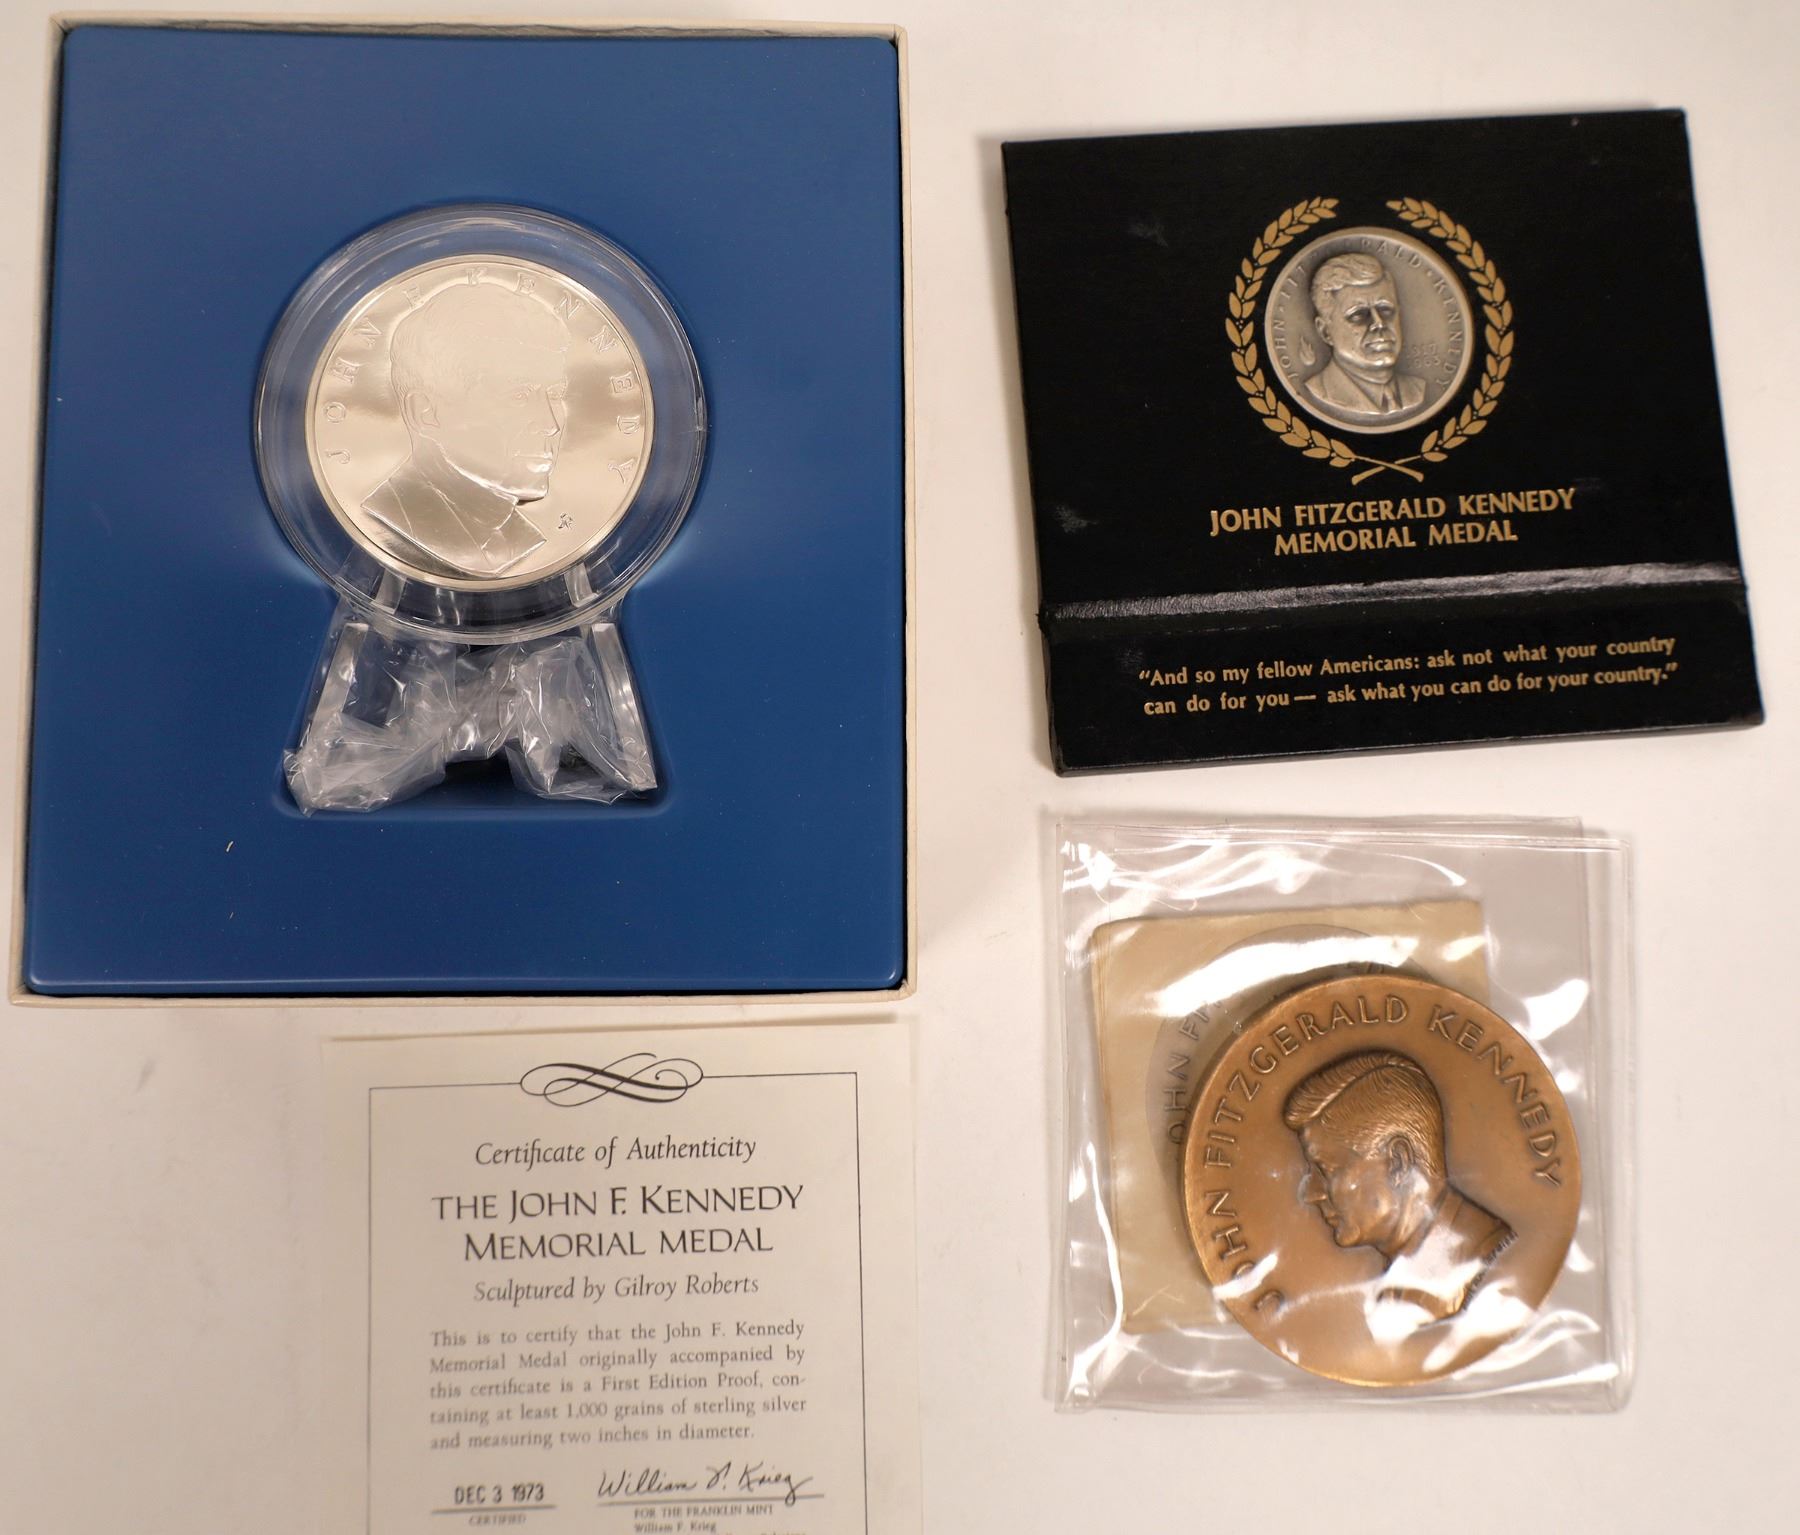 JOHN F KENNEDY
JOHN · FITZGERALD · KENNEDY
1917
1963
JOHN FITZGERALD KENNEDY
MEMORIAL MEDAL
“And so my fellow Americans: ask not what your country
can do for you — ask what you can do for your country.”
JOHN FITZGERALD KENNEDY
JOHN FIT
Certificate of Authenticity
THE JOHN F. KENNEDY
MEMORIAL MEDAL
Sculptured by Gilroy Roberts
This is to certify that the John F. Kennedy
Memorial Medal originally accompanied by
this certificate is a First Edition Proof, con-
taining at least 1,000 grains of sterling silver
and measuring two inches in diameter.
DEC 3 1973
CERTIFIED
William F. Krieg
FOR THE FRANKLIN MINT
William F. Krieg